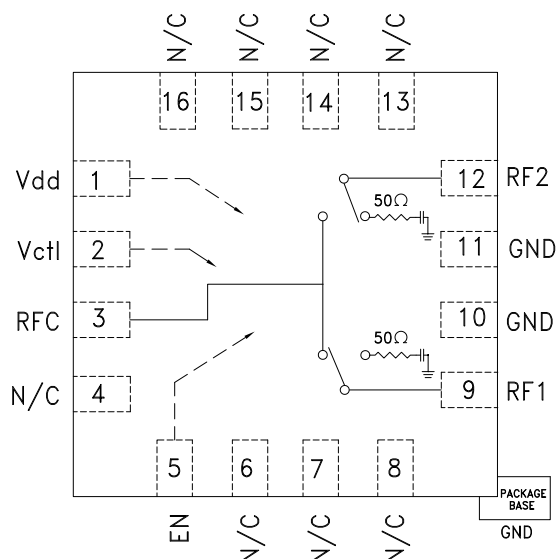 N/C N/C N/C N/C
16 15 14 13
Vdd 1
Vctl 2
RFC 3
N/C 4
12 RF2
50Ω
11 GND
10 GND
50Ω
9 RF1
5 6 7 8
EN N/C N/C N/C
PACKAGE
BASE
GND